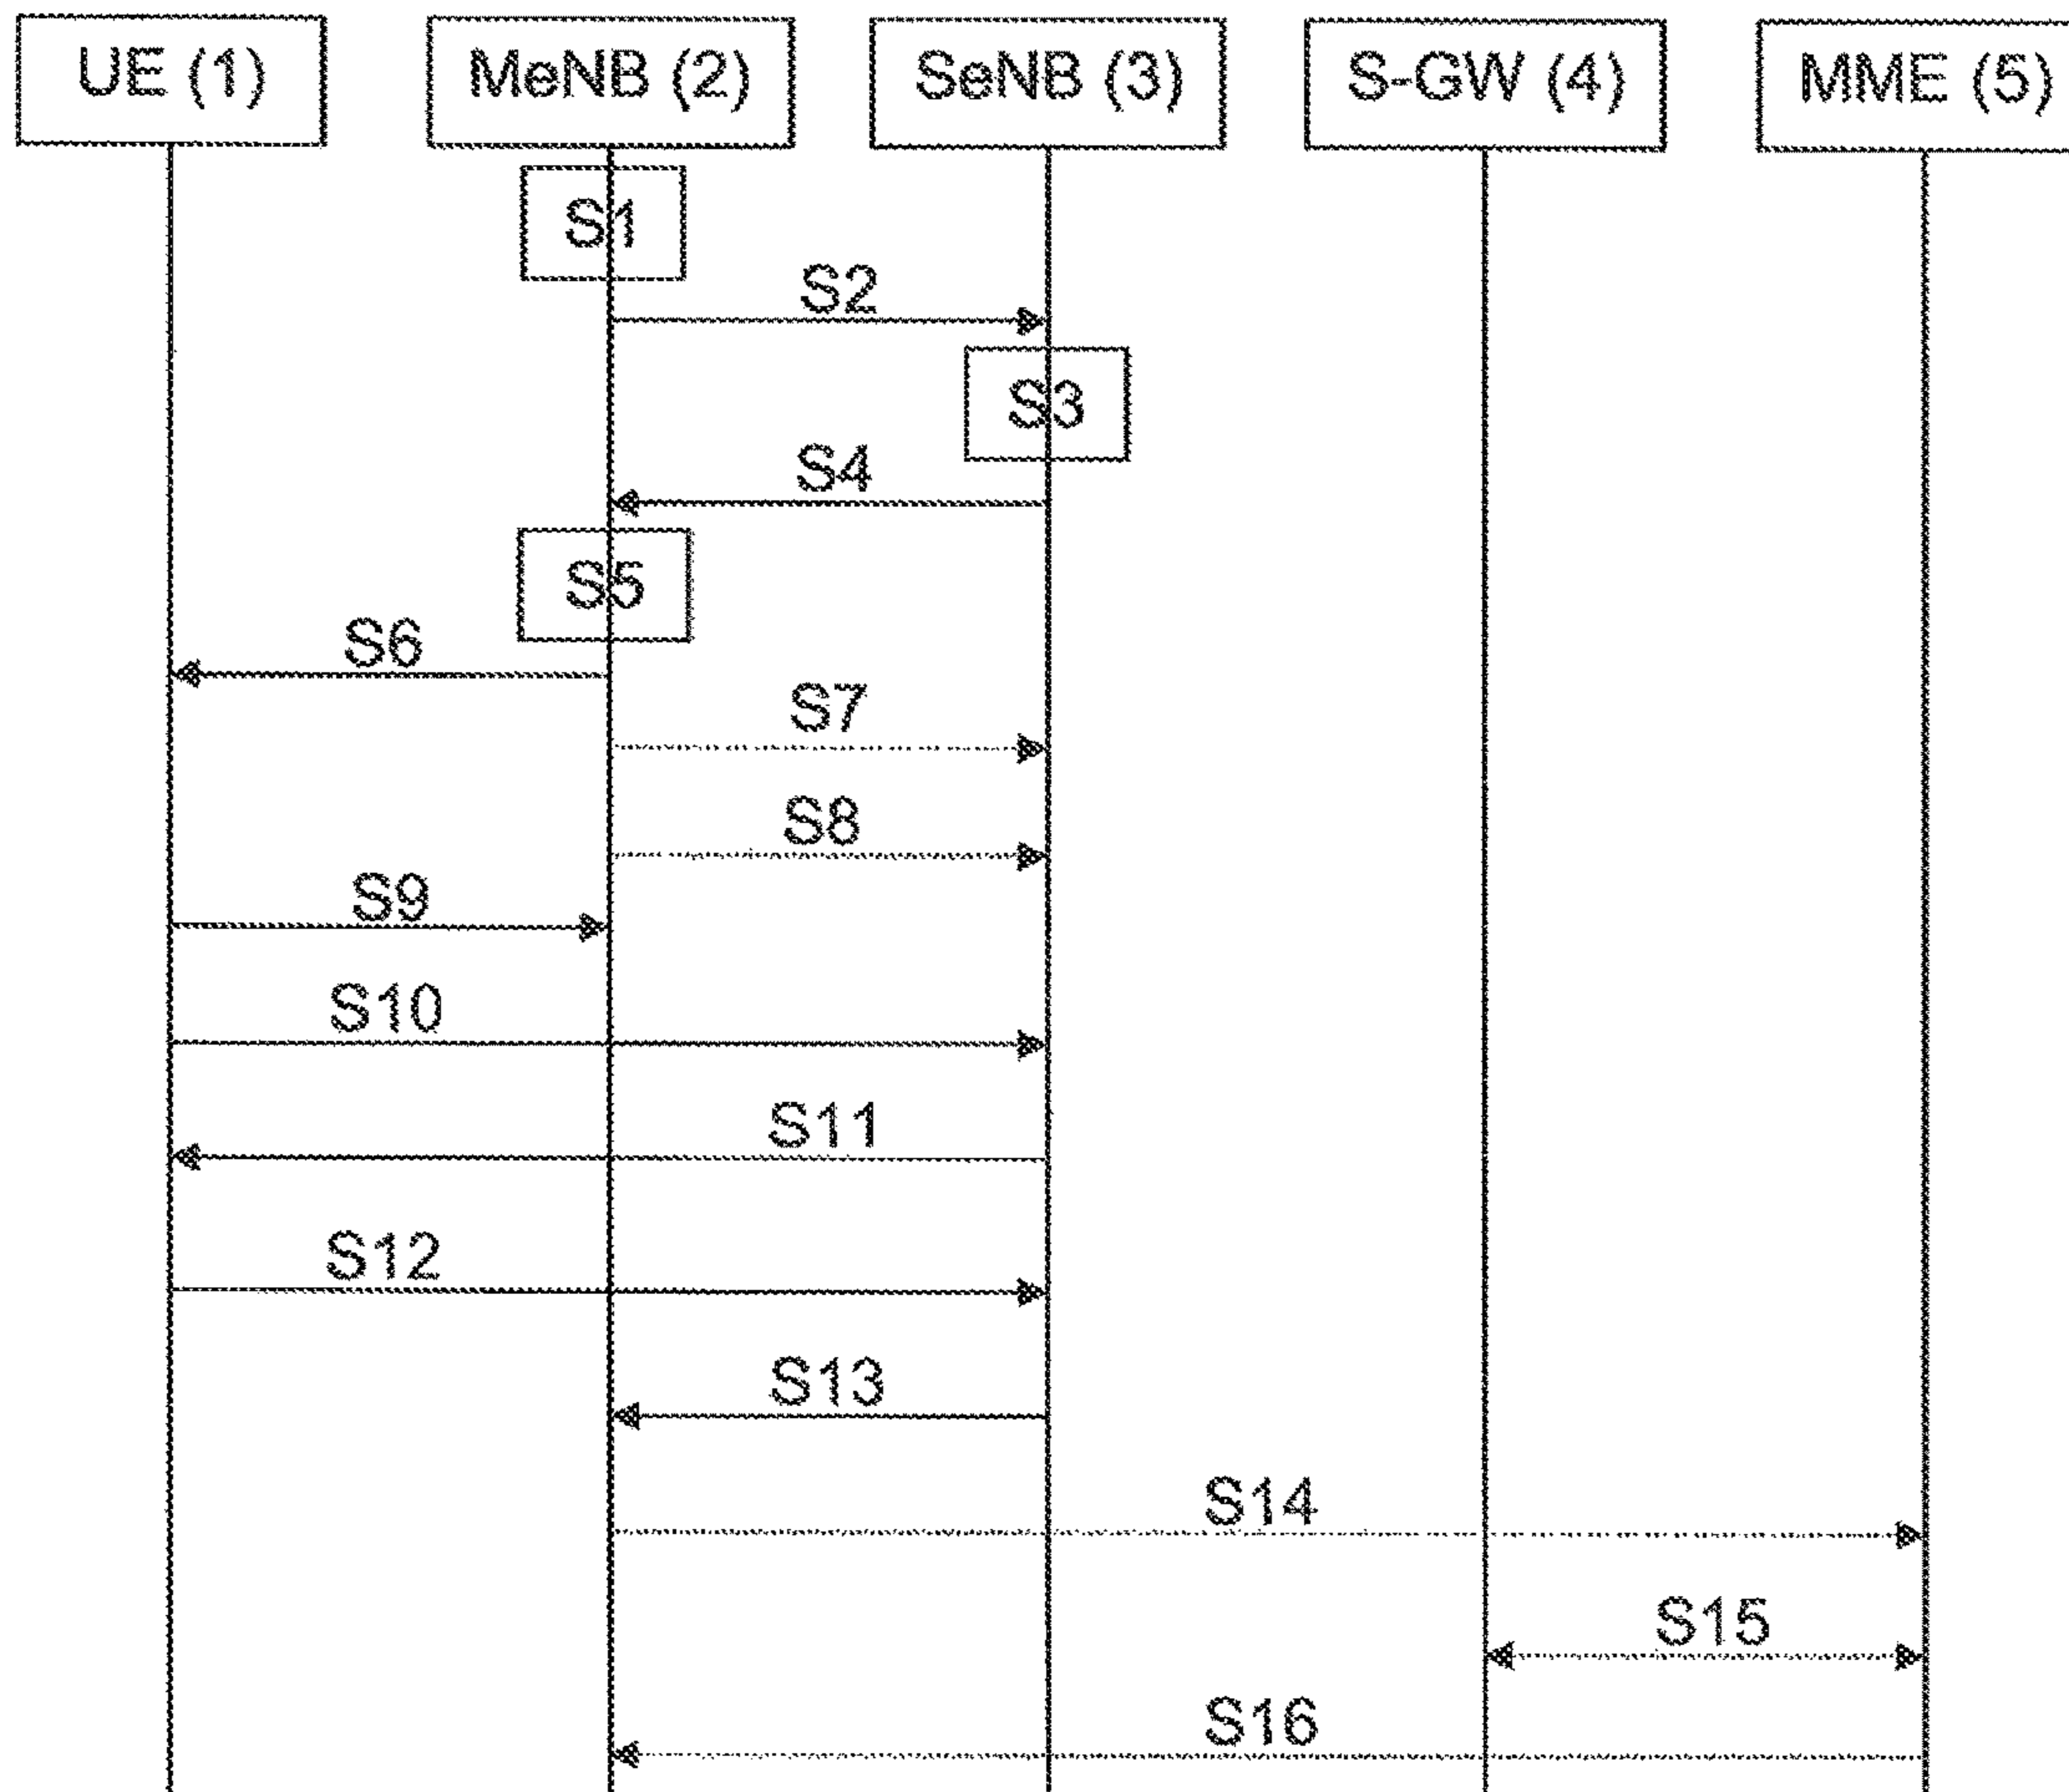 UE (1) MeNB (2) SeNB (3) S-GW (4) MME (5)
S1
S2
S3
S4
S5
S6
S7
S8
S9
S10
S11
S12
S13
S14
S15
S16